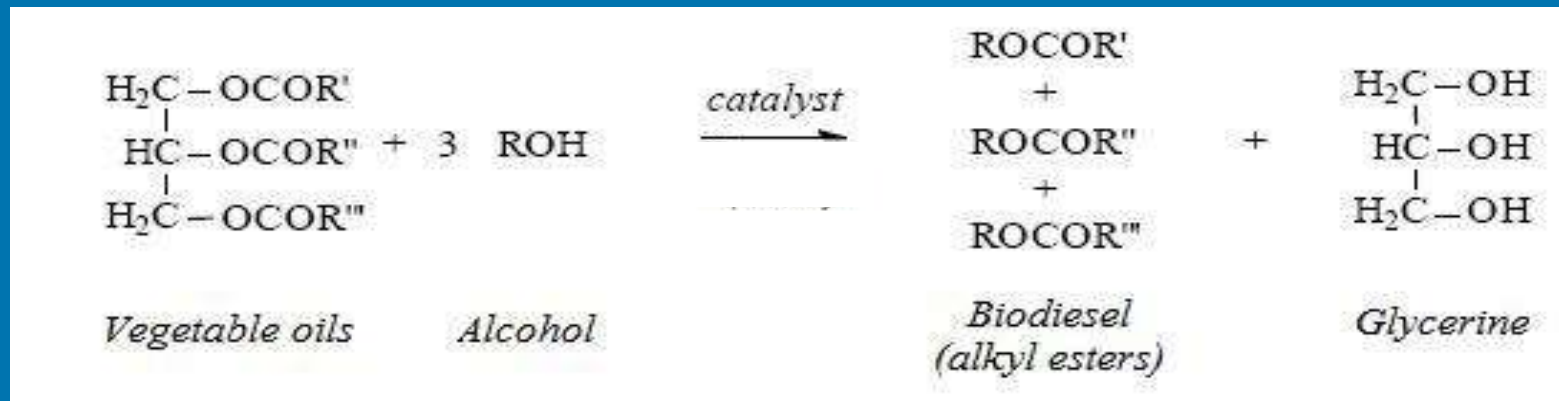 H₂C–OCOR'
HC–OCOR" + 3 ROH
H₂C–OCOR'''
catalyst
ROCOR'
+
ROCOR"
+
ROCOR'''
+
H₂C–OH
HC–OH
H₂C–OH
Vegetable oils
Alcohol
Biodiesel
(alkyl esters)
Glycerine